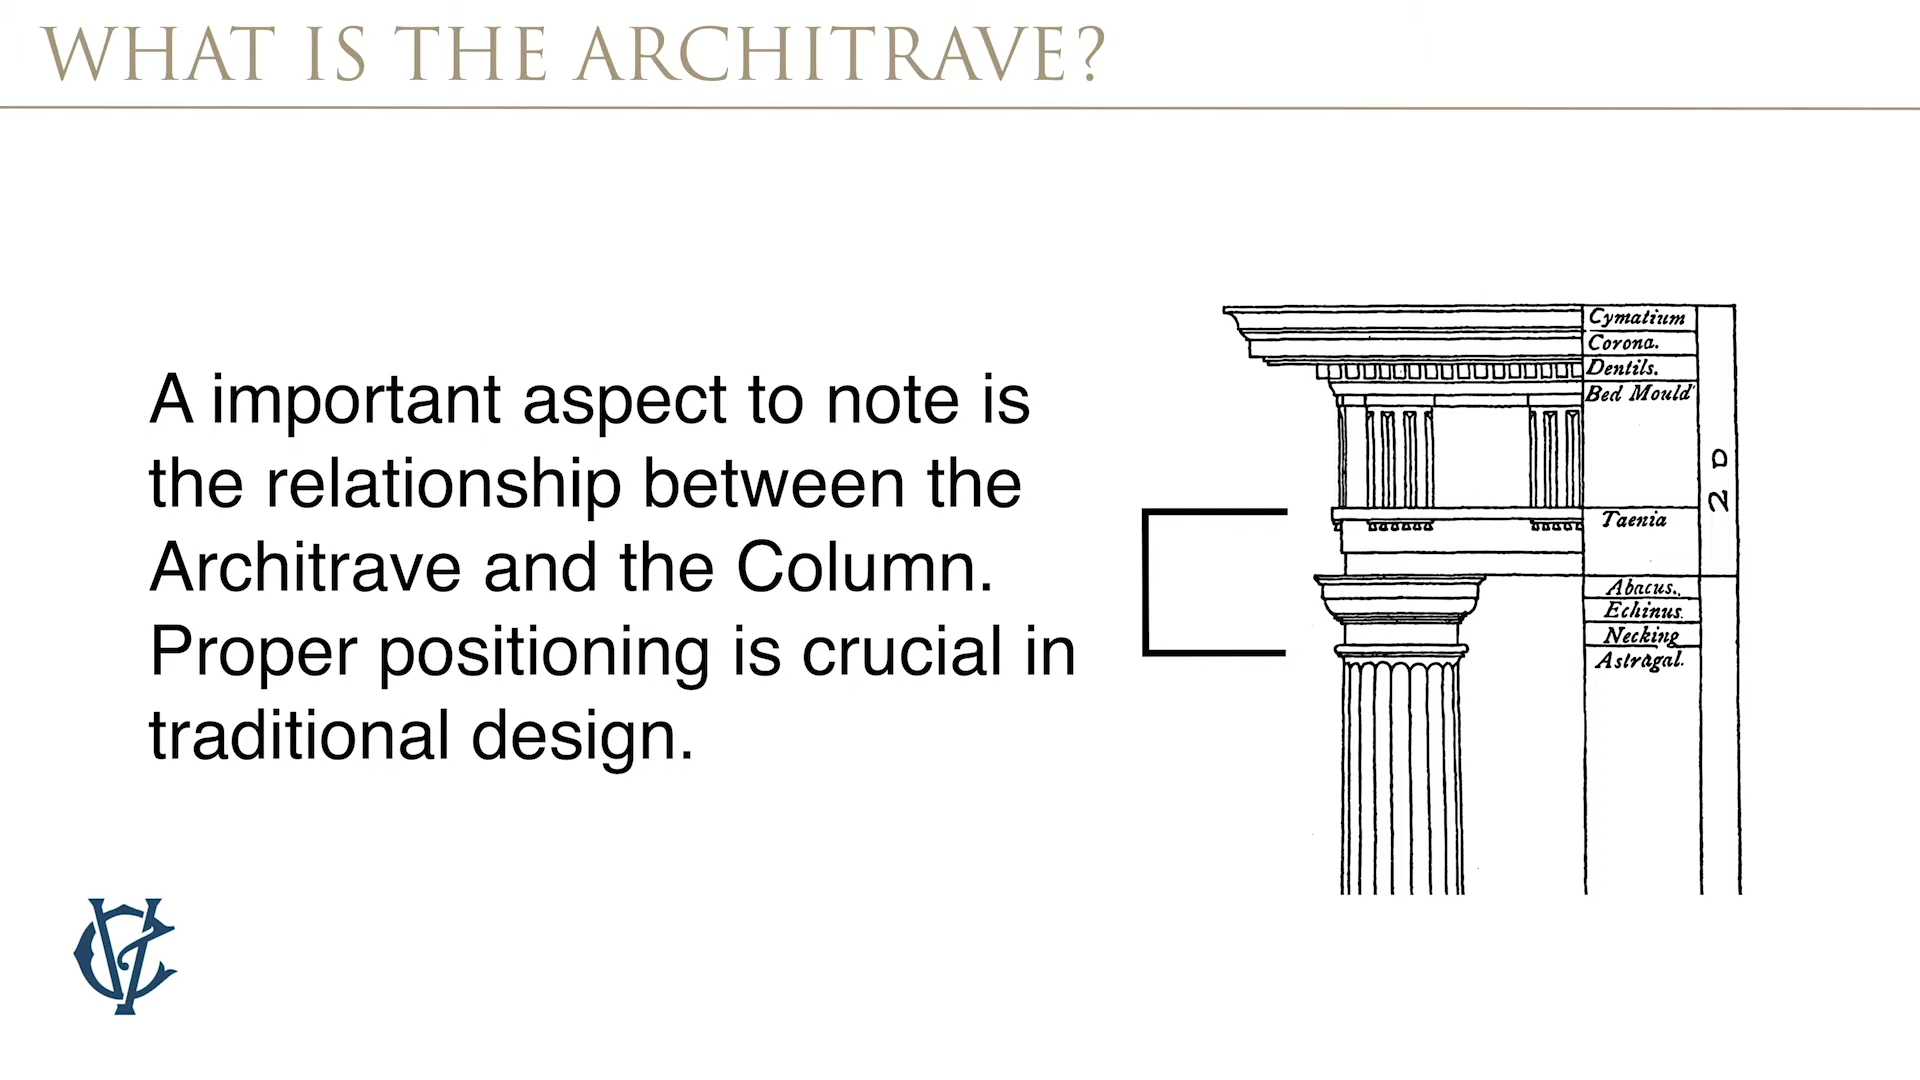 WHAT IS THE ARCHITRAVE?
A important aspect to note is
the relationship between the
Architrave and the Column.
Proper positioning is crucial in
traditional design.
Cymatium
Corona.
Dentils.
Bed Mould
2 D
Taenia
Abacus.
Echinus.
Necking
Astragal.